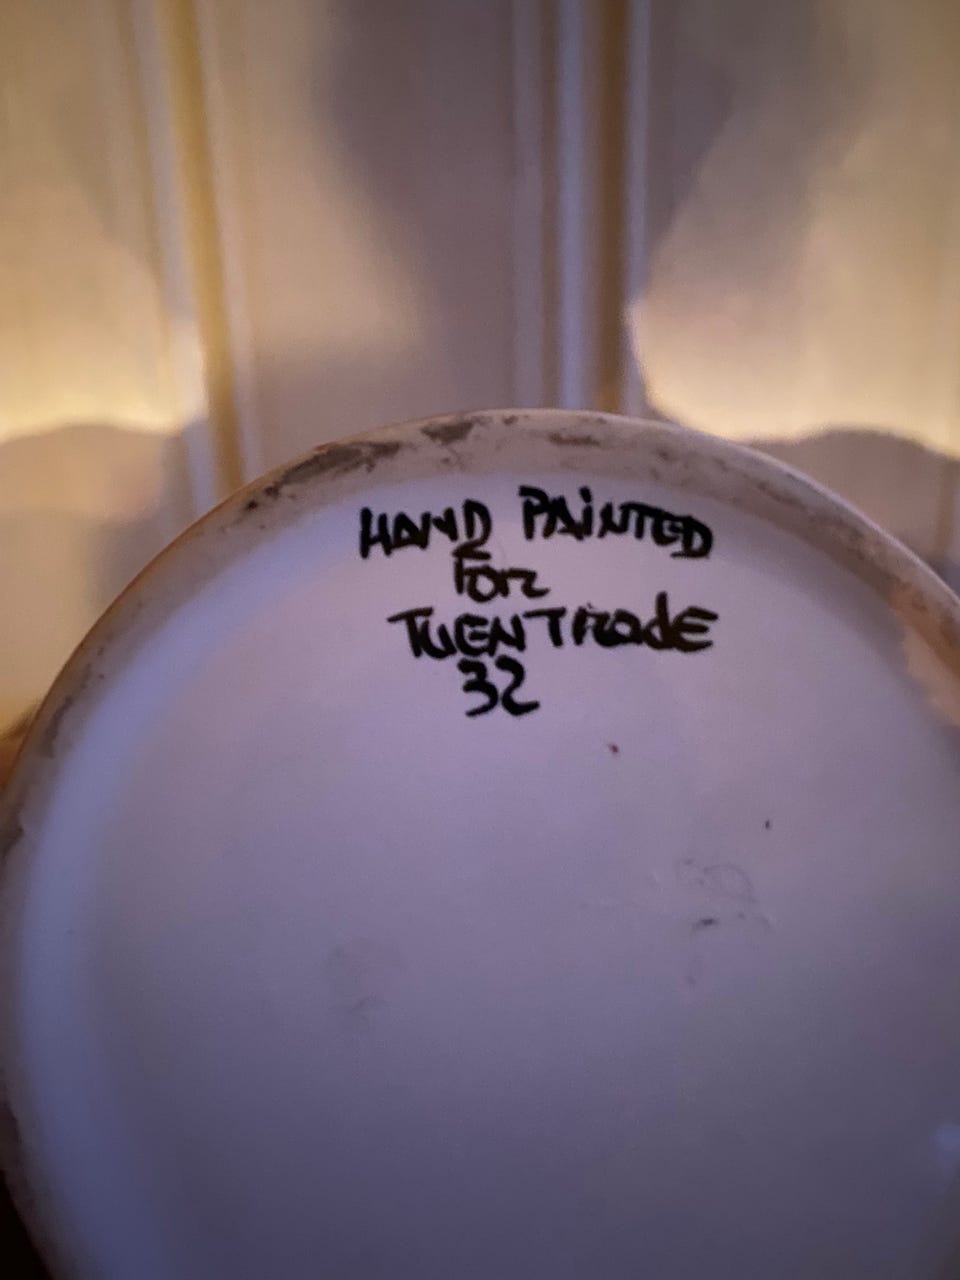 HAND PAiNTED
For
TWENTRadE
32